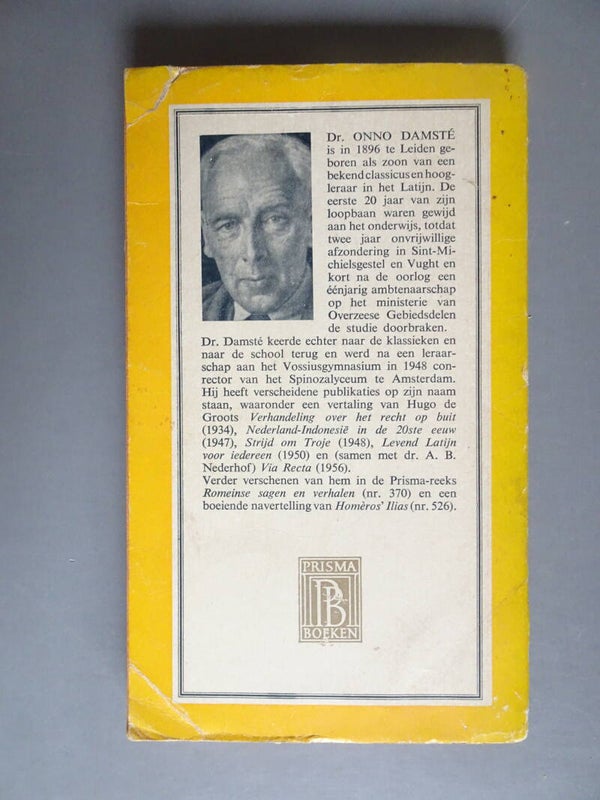 Dr. ONNO DAMSTÉ
is in 1896 te Leiden ge-
boren als zoon van een
bekend classicus en hoog-
leraar in het Latijn. De
eerste 20 jaar van zijn
loopbaan waren gewijd
aan het onderwijs, totdat
twee jaar onvrijwillige
afzondering in Sint-Mi-
chielsgestel en Vught en
kort na de oorlog een
éénjarig ambtenaarschap
op het ministerie van
Overzeese Gebiedsdelen
de studie doorbraken.
Dr. Damsté keerde echter naar de klassieken en
naar de school terug en werd na een leraar-
schap aan het Vossiusgymnasium in 1948 con-
rector van het Spinozalyceum te Amsterdam.
Hij heeft verscheidene publikaties op zijn naam
staan, waaronder een vertaling van Hugo de
Groots Verhandeling over het recht op buit
(1934), Nederland-Indonesië in de 20ste eeuw
(1947), Strijd om Troje (1948), Levend Latijn
voor iedereen (1950) en (samen met dr. A. B.
Nederhof) Via Recta (1956).
Verder verschenen van hem in de Prisma-reeks
Romeinse sagen en verhalen (nr. 370) en een
boeiende navertelling van Homèros' Ilias (nr. 526).
PRISMA
PB
BOEKEN